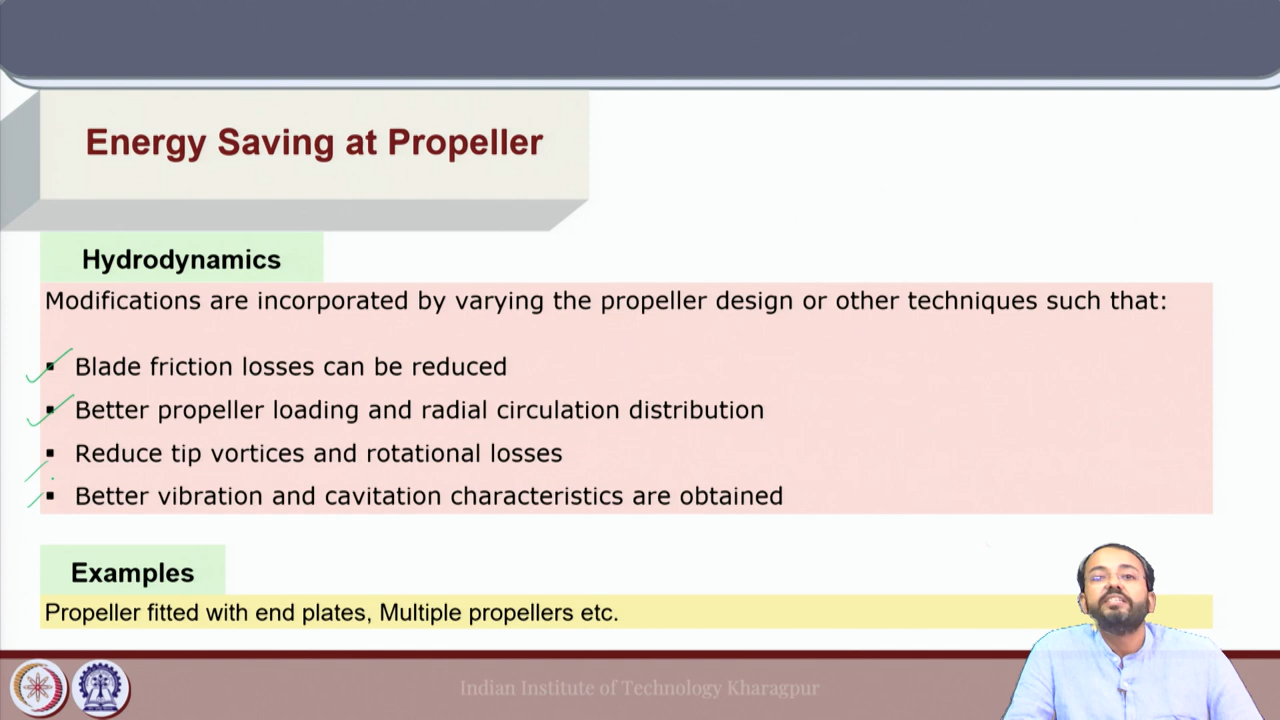 Energy Saving at Propeller
Hydrodynamics
Modifications are incorporated by varying the propeller design or other techniques such that:
▪ Blade friction losses can be reduced
▪ Better propeller loading and radial circulation distribution
▪ Reduce tip vortices and rotational losses
▪ Better vibration and cavitation characteristics are obtained
Examples
Propeller fitted with end plates, Multiple propellers etc.
Indian Institute of Technology Kharagpur